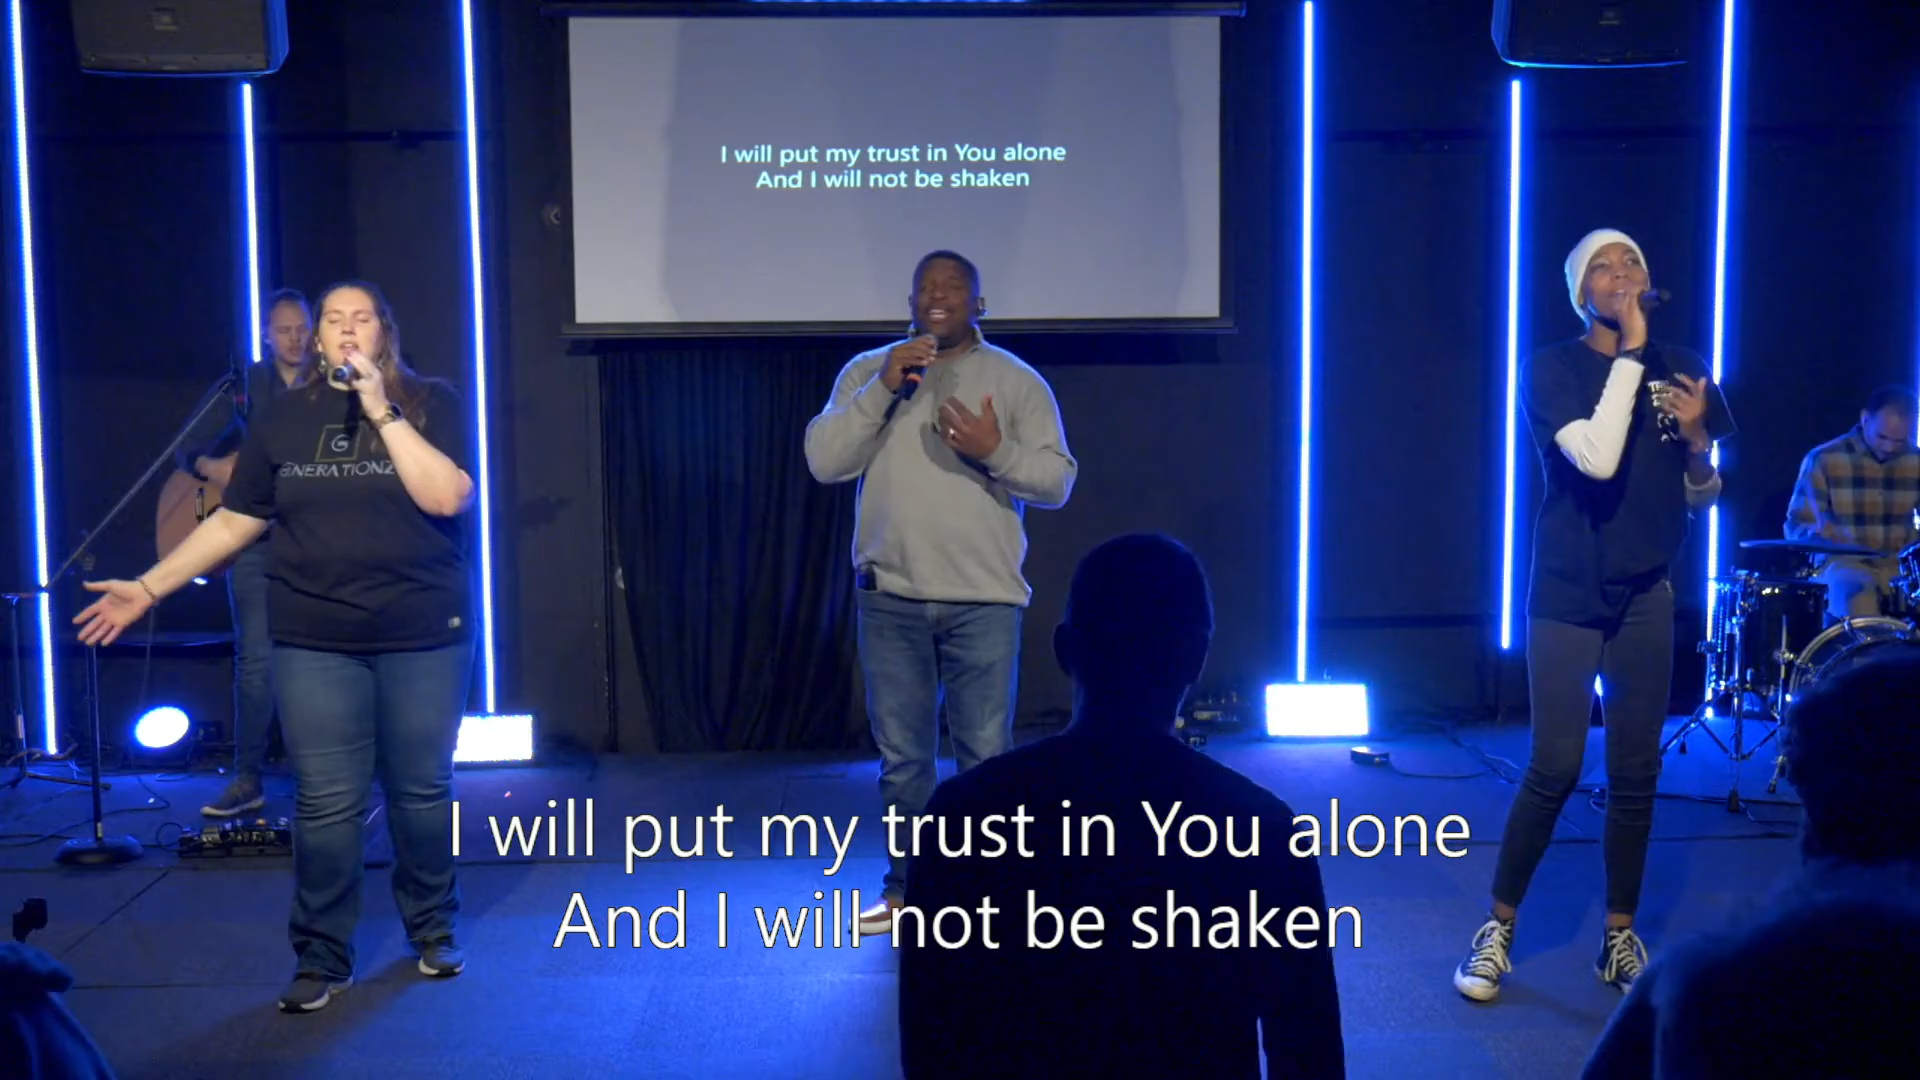 I will put my trust in You alone
And I will not be shaken
G
GENERATIONZ
I will put my trust in You alone
And I will not be shaken